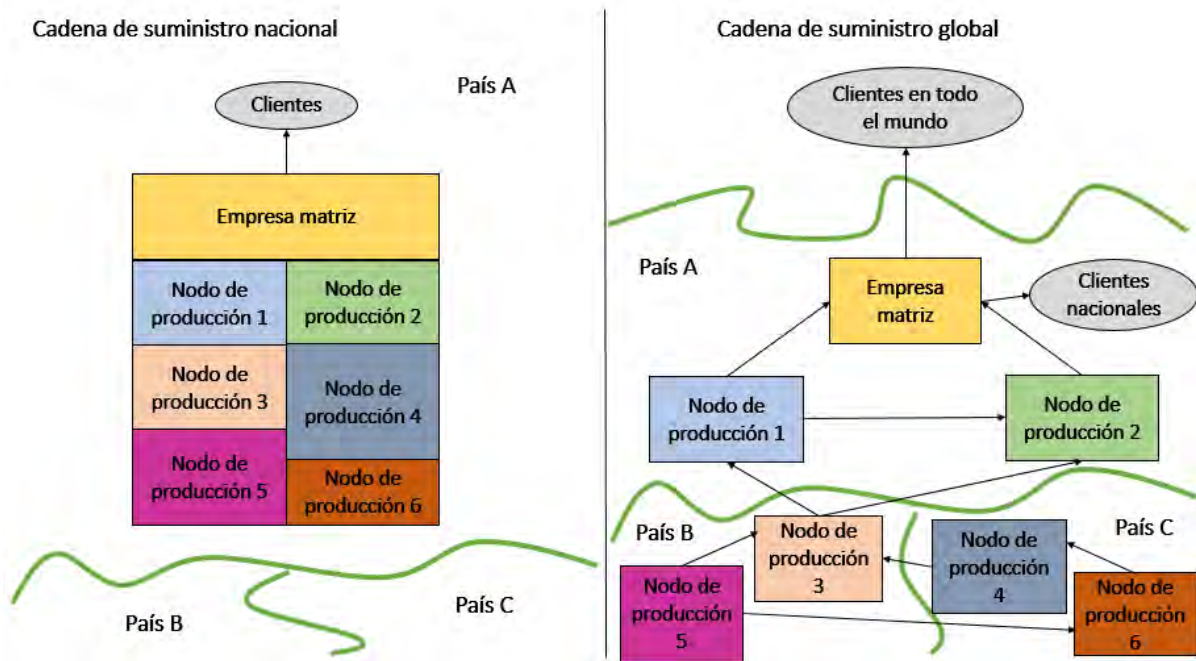 Cadena de suministro nacional
País A
Clientes
Empresa matriz
Nodo de
producción 1
Nodo de
producción 2
Nodo de
producción 3
Nodo de
producción 4
Nodo de
producción 5
Nodo de
producción 6
País B
País C
Cadena de suministro global
Clientes en todo
el mundo
País A
Empresa
matriz
Clientes
nacionales
Nodo de
producción 1
Nodo de
producción 2
País B
Nodo de
producción
3
Nodo de
producción
4
País C
Nodo de
producción
5
Nodo de
producción
6